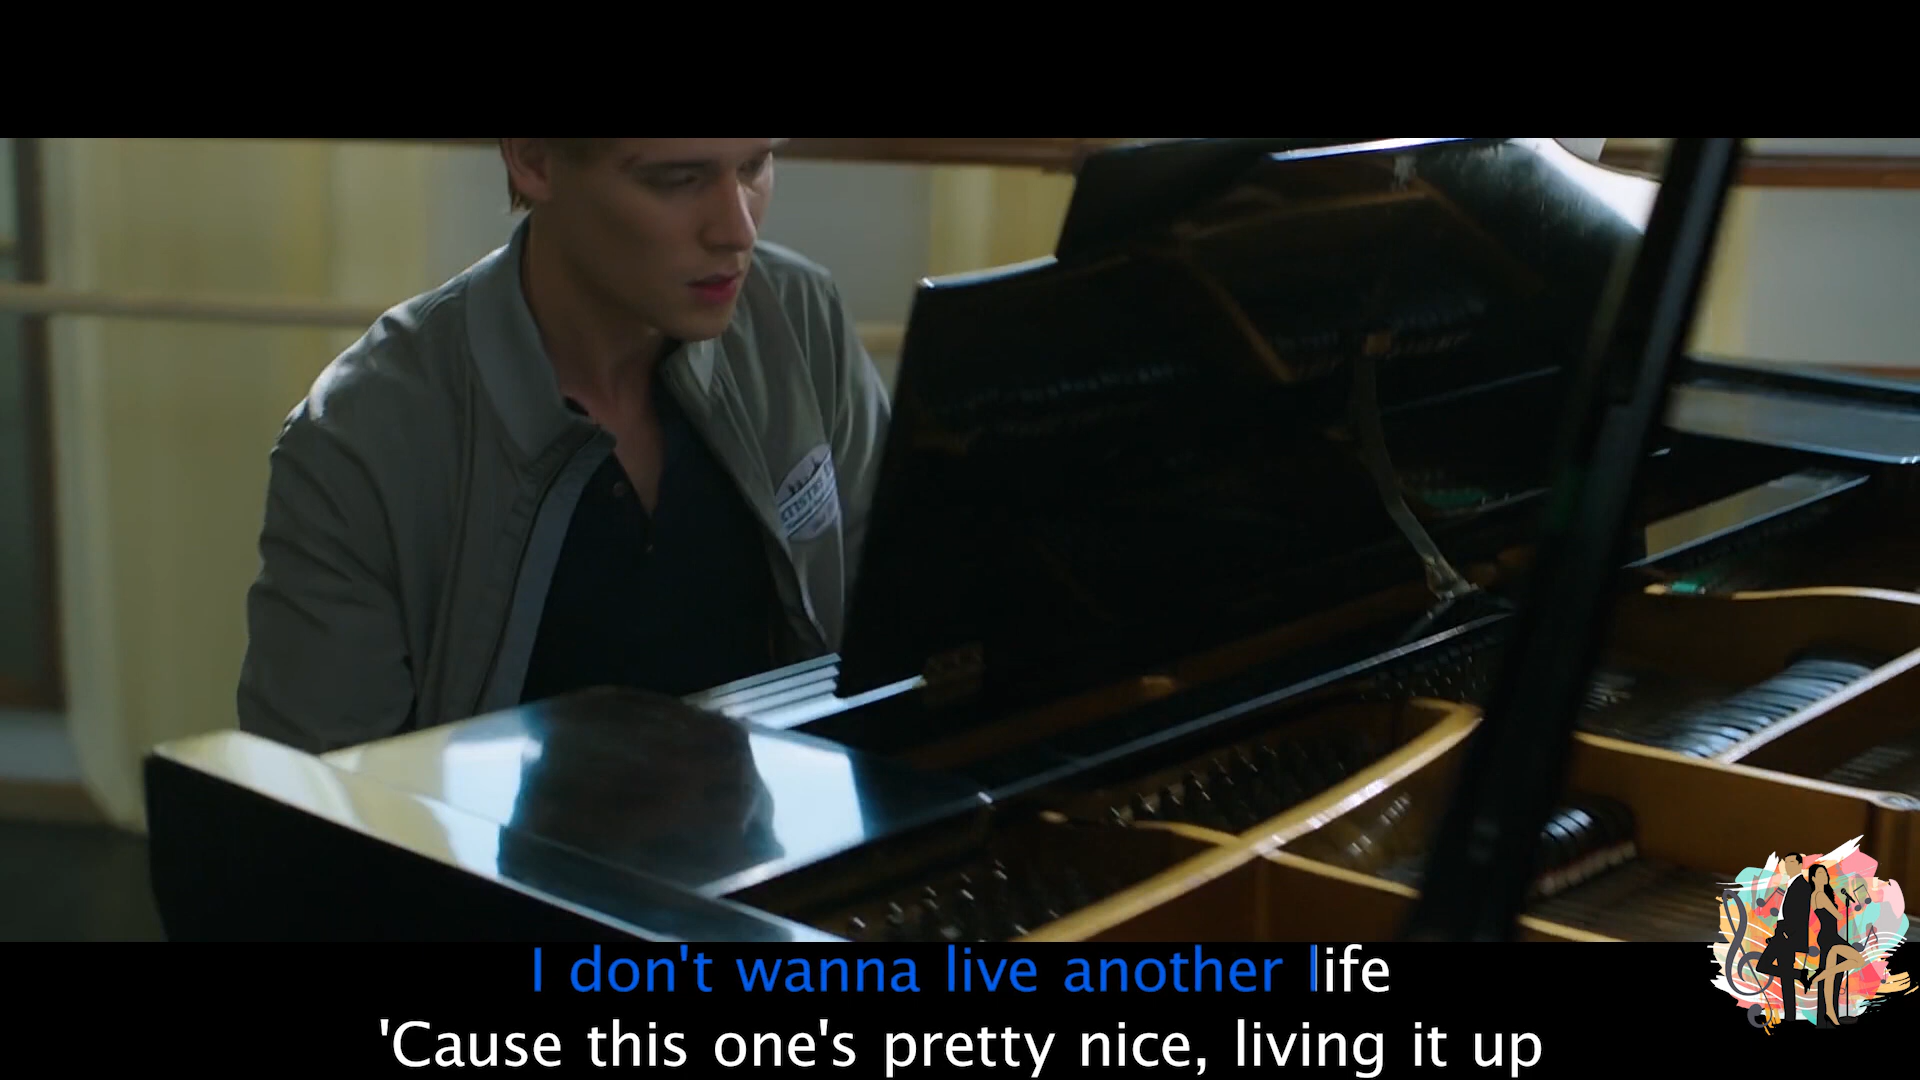 I don't wanna live another life
'Cause this one's pretty nice, living it up